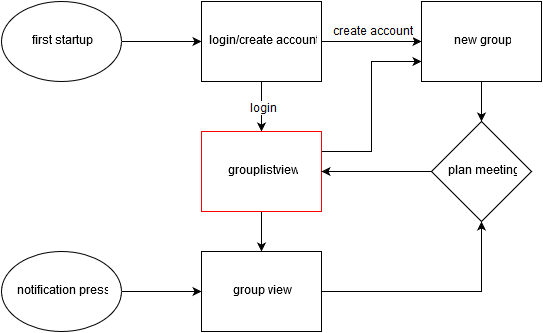 first startup
login/create account
create account
new group
login
grouplistview
plan meeting
notification press
group view